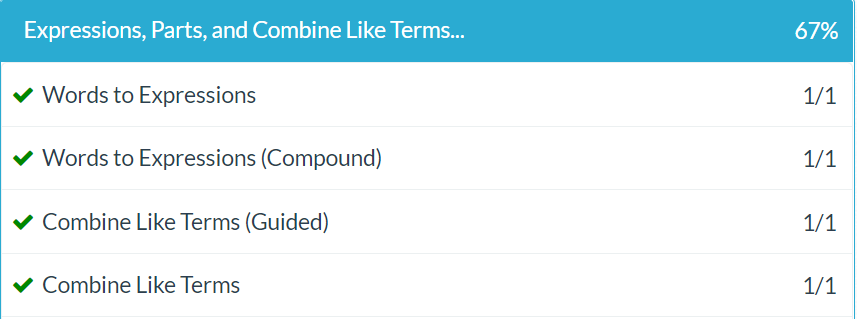 Expressions, Parts, and Combine Like Terms... 67%
Words to Expressions 1/1
Words to Expressions (Compound) 1/1
Combine Like Terms (Guided) 1/1
Combine Like Terms 1/1